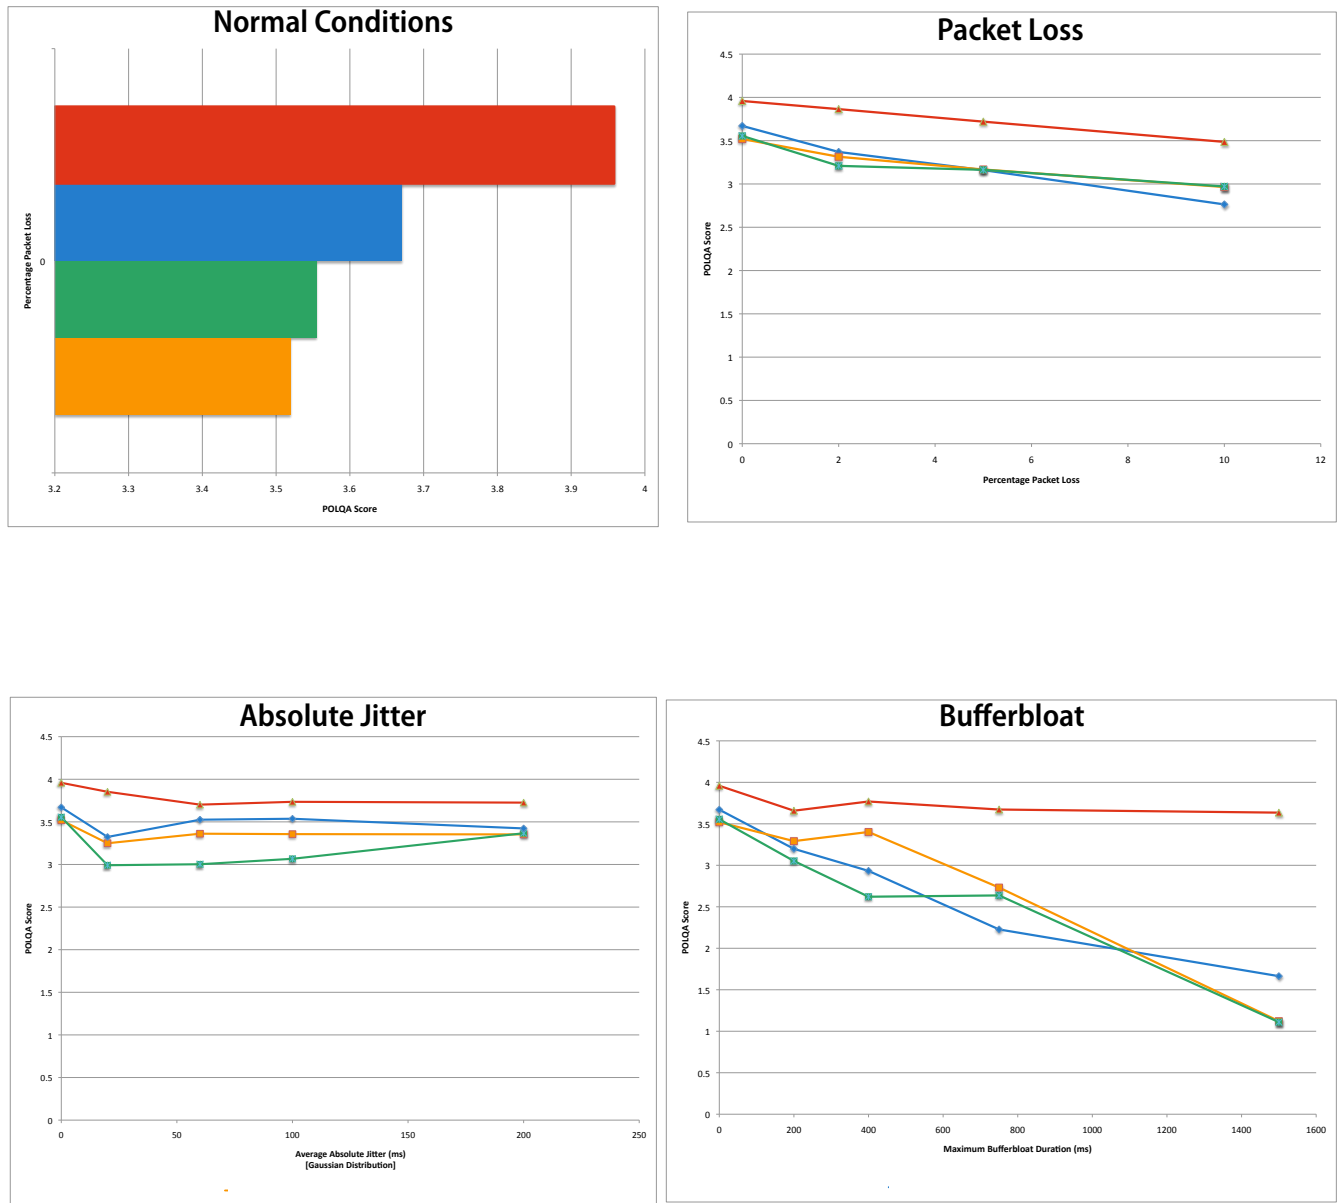 Normal Conditions
Percentage Packet Loss
0
3.2 3.3 3.4 3.5 3.6 3.7 3.8 3.9 4
POLQA Score
Packet Loss
4.5
4
3.5
3
2.5
2
1.5
1
0.5
0
POLQA Score
0 2 4 6 8 10 12
Percentage Packet Loss
Absolute Jitter
4.5
4
3.5
3
2.5
2
1.5
1
0.5
0
POLQA Score
0 50 100 150 200 250
Average Absolute Jitter (ms)
[Gaussian Distribution]
Bufferbloat
4.5
4
3.5
3
2.5
2
1.5
1
0.5
0
POLQA Score
0 200 400 600 800 1000 1200 1400 1600
Maximum Bufferbloat Duration (ms)